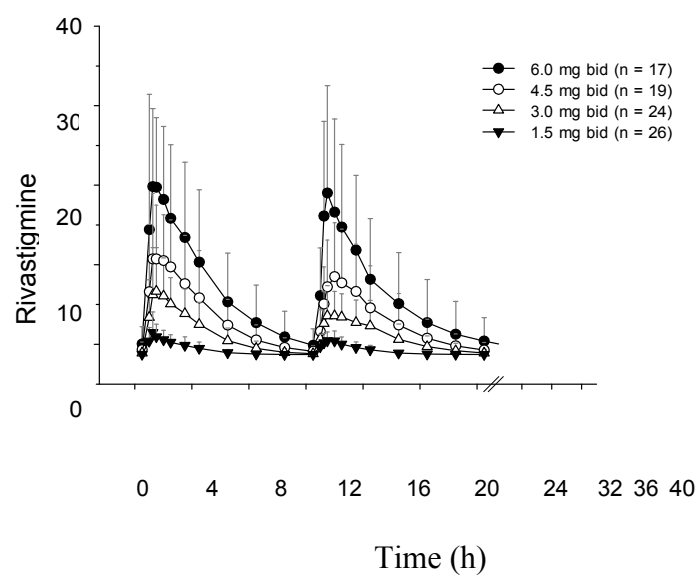 40
6.0 mg bid (n = 17)
4.5 mg bid (n = 19)
3.0 mg bid (n = 24)
1.5 mg bid (n = 26)
30
20
Rivastigmine
10
0
0 4 8 12 16 20 24 32 36 40
Time (h)